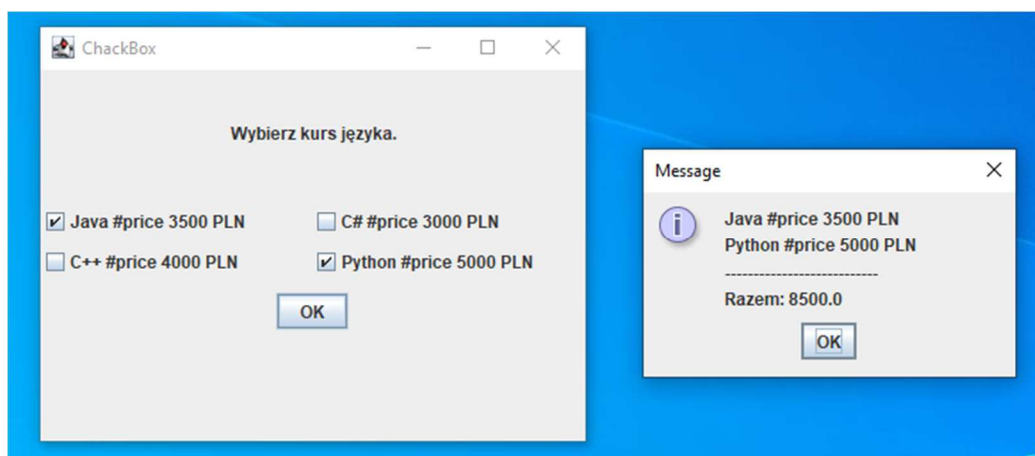 ChackBox
Wybierz kurs języka.
Java #price 3500 PLN
C# #price 3000 PLN
C++ #price 4000 PLN
Python #price 5000 PLN
OK
Message
Java #price 3500 PLN
Python #price 5000 PLN
---------------------------
Razem: 8500.0
OK